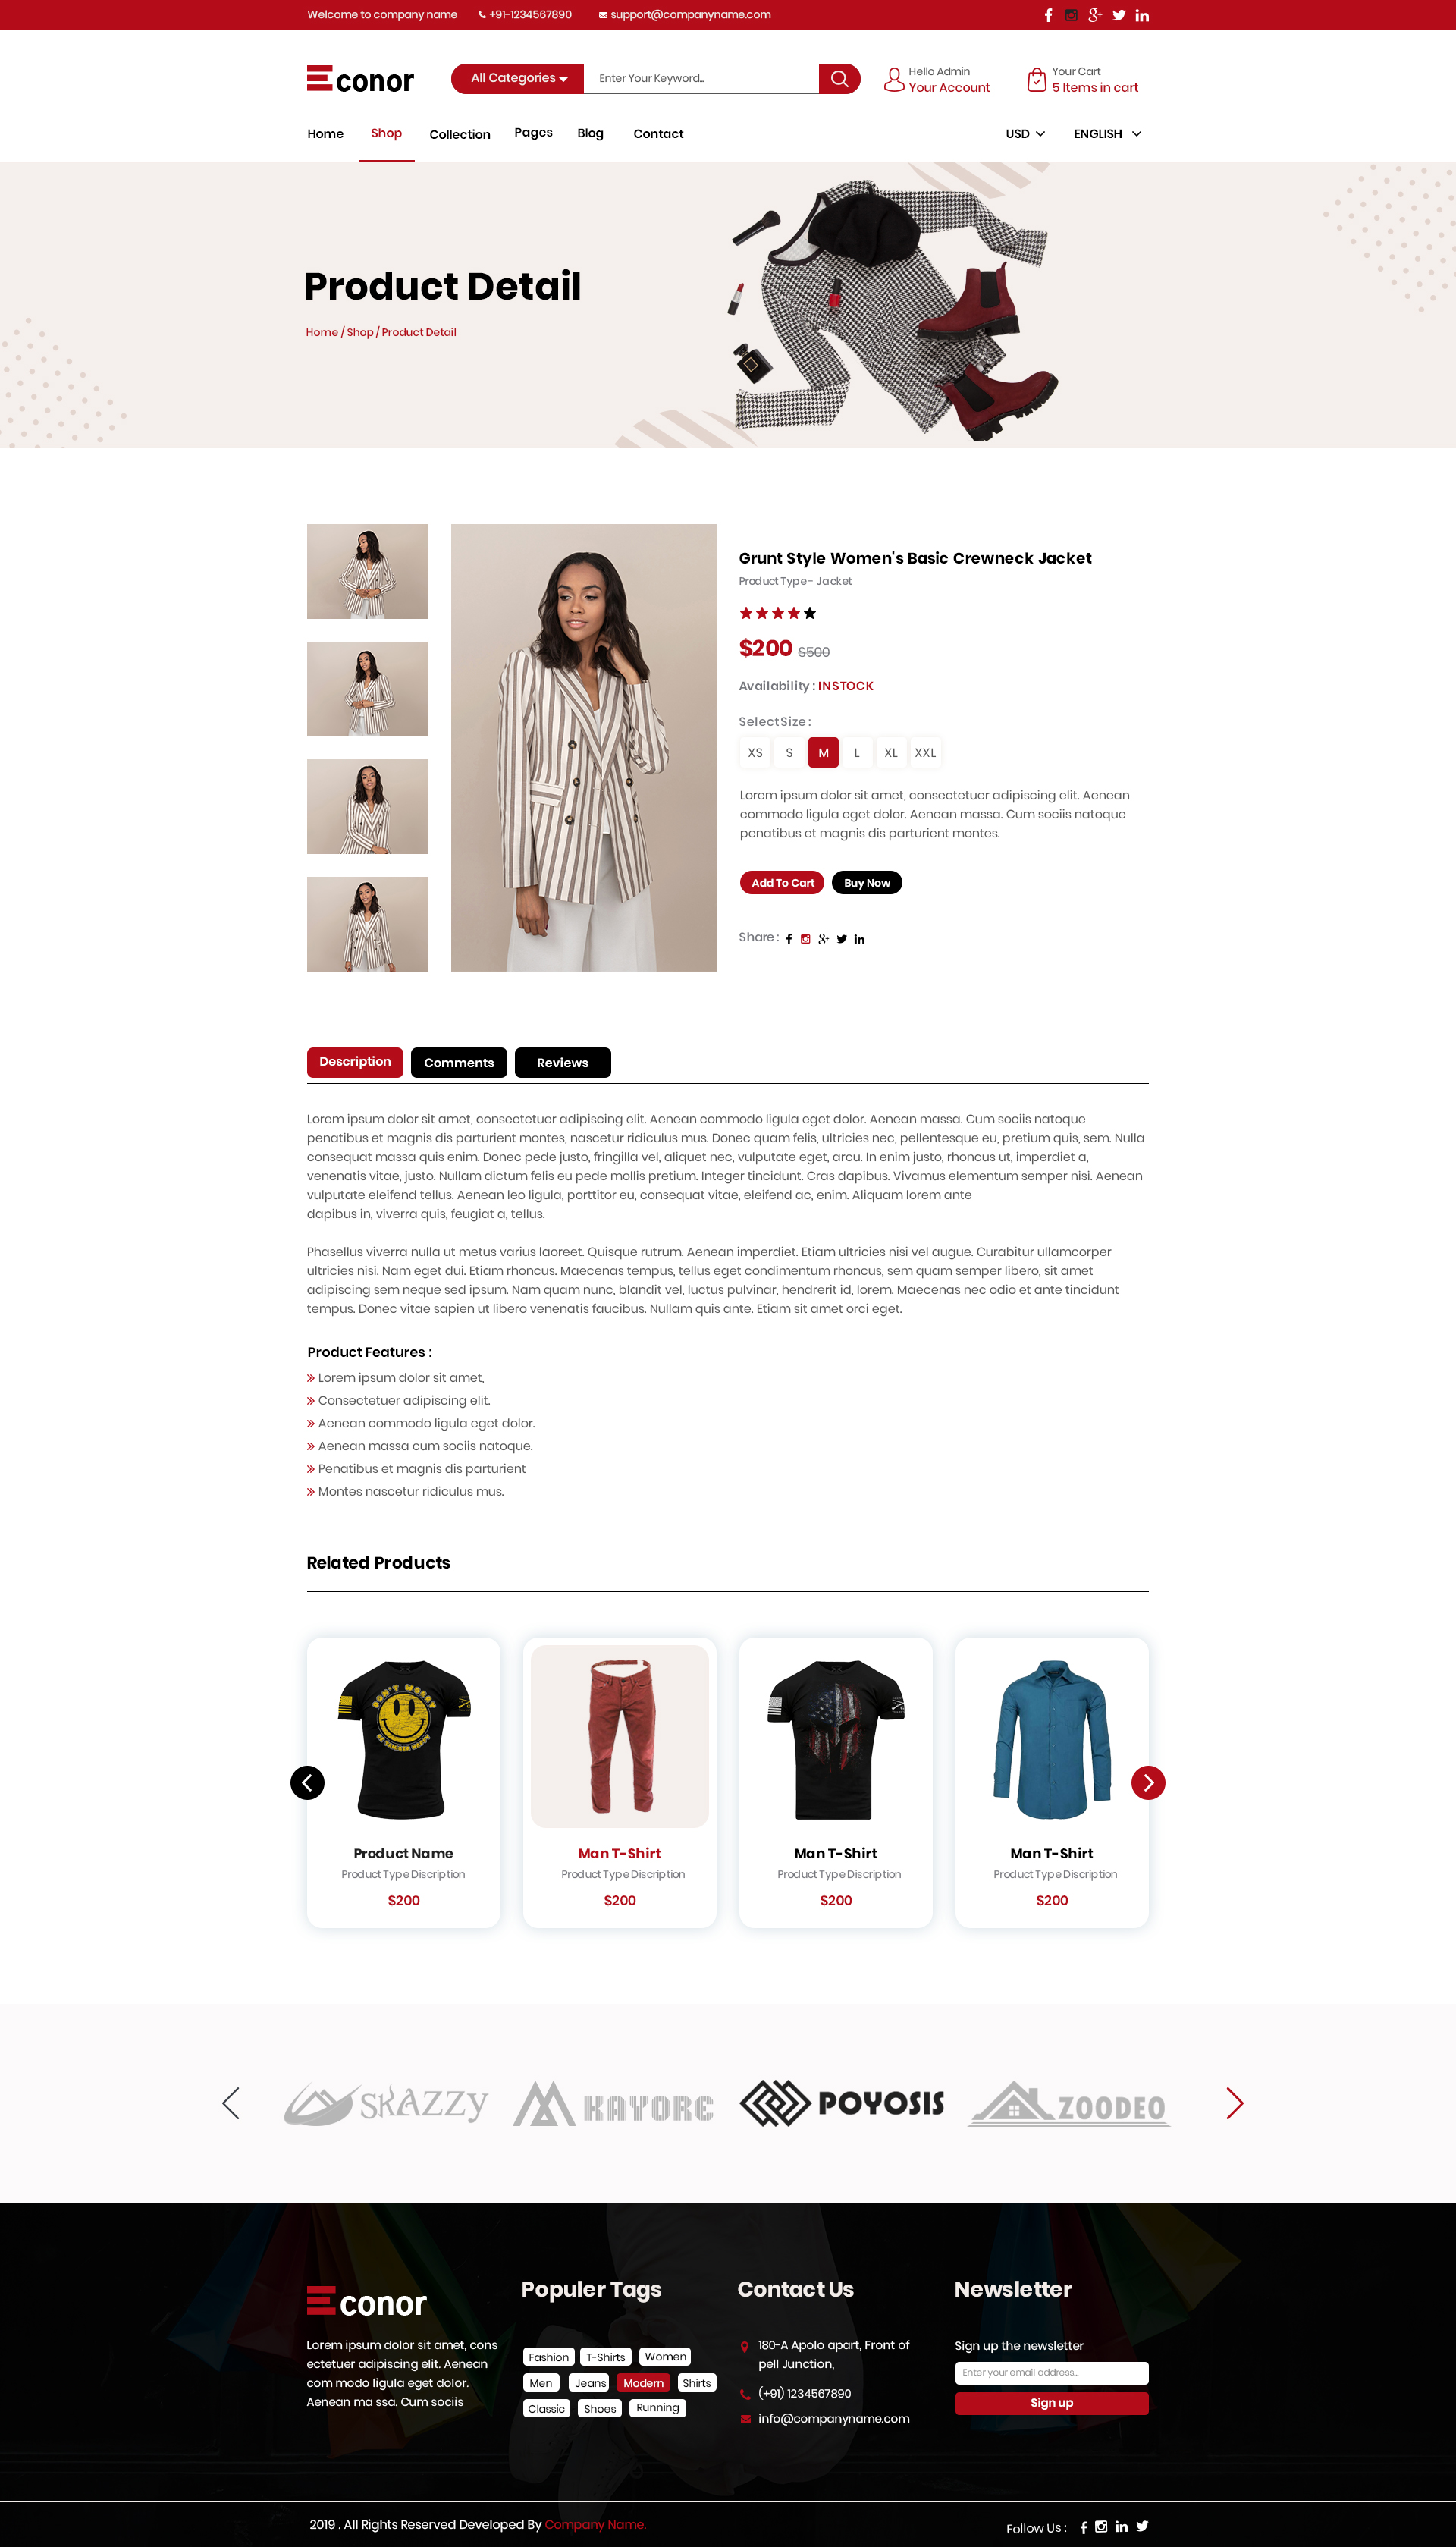 Welcome to company name +91-1234567890 support@companyname.com
Econor
All Categories Enter Your Keyword...
Hello Admin
Your Account
Your Cart
5 Items in cart
Home Shop Collection Pages Blog Contact USD ENGLISH
Product Detail
Home / Shop / Product Detail
Grunt Style Women's Basic Crewneck Jacket
Product Type - Jacket
$200 $500
Availability : INSTOCK
Select Size :
XS S M L XL XXL
Lorem ipsum dolor sit amet, consectetuer adipiscing elit. Aenean
commodo ligula eget dolor. Aenean massa. Cum sociis natoque
penatibus et magnis dis parturient montes.
Add To Cart Buy Now
Share :
Description Comments Reviews
Lorem ipsum dolor sit amet, consectetuer adipiscing elit. Aenean commodo ligula eget dolor. Aenean massa. Cum sociis natoque
penatibus et magnis dis parturient montes, nascetur ridiculus mus. Donec quam felis, ultricies nec, pellentesque eu, pretium quis, sem. Nulla
consequat massa quis enim. Donec pede justo, fringilla vel, aliquet nec, vulputate eget, arcu. In enim justo, rhoncus ut, imperdiet a,
venenatis vitae, justo. Nullam dictum felis eu pede mollis pretium. Integer tincidunt. Cras dapibus. Vivamus elementum semper nisi. Aenean
vulputate eleifend tellus. Aenean leo ligula, porttitor eu, consequat vitae, eleifend ac, enim. Aliquam lorem ante
dapibus in, viverra quis, feugiat a, tellus.
Phasellus viverra nulla ut metus varius laoreet. Quisque rutrum. Aenean imperdiet. Etiam ultricies nisi vel augue. Curabitur ullamcorper
ultricies nisi. Nam eget dui. Etiam rhoncus. Maecenas tempus, tellus eget condimentum rhoncus, sem quam semper libero, sit amet
adipiscing sem neque sed ipsum. Nam quam nunc, blandit vel, luctus pulvinar, hendrerit id, lorem. Maecenas nec odio et ante tincidunt
tempus. Donec vitae sapien ut libero venenatis faucibus. Nullam quis ante. Etiam sit amet orci eget.
Product Features :
Lorem ipsum dolor sit amet,
Consectetuer adipiscing elit.
Aenean commodo ligula eget dolor.
Aenean massa cum sociis natoque.
Penatibus et magnis dis parturient
Montes nascetur ridiculus mus.
Related Products
DON'T WORRY
Product Name
Product Type Discription
$200
Man T-Shirt
Product Type Discription
$200
Man T-Shirt
Product Type Discription
$200
Man T-Shirt
Product Type Discription
$200
SKAZZY KAYORE POYOSIS ZOODEO
Econor
Lorem ipsum dolor sit amet, cons
ectetuer adipiscing elit. Aenean
com modo ligula eget dolor.
Aenean ma ssa. Cum sociis
Populer Tags
Fashion T-Shirts Women
Men Jeans Modern Shirts
Classic Shoes Running
Contact Us
180-A Apolo apart, Front of
pell Junction,
(+91) 1234567890
info@companyname.com
Newsletter
Sign up the newsletter
Enter your email address...
Sign up
2019 . All Rights Reserved Developed By Company Name.
Follow Us :